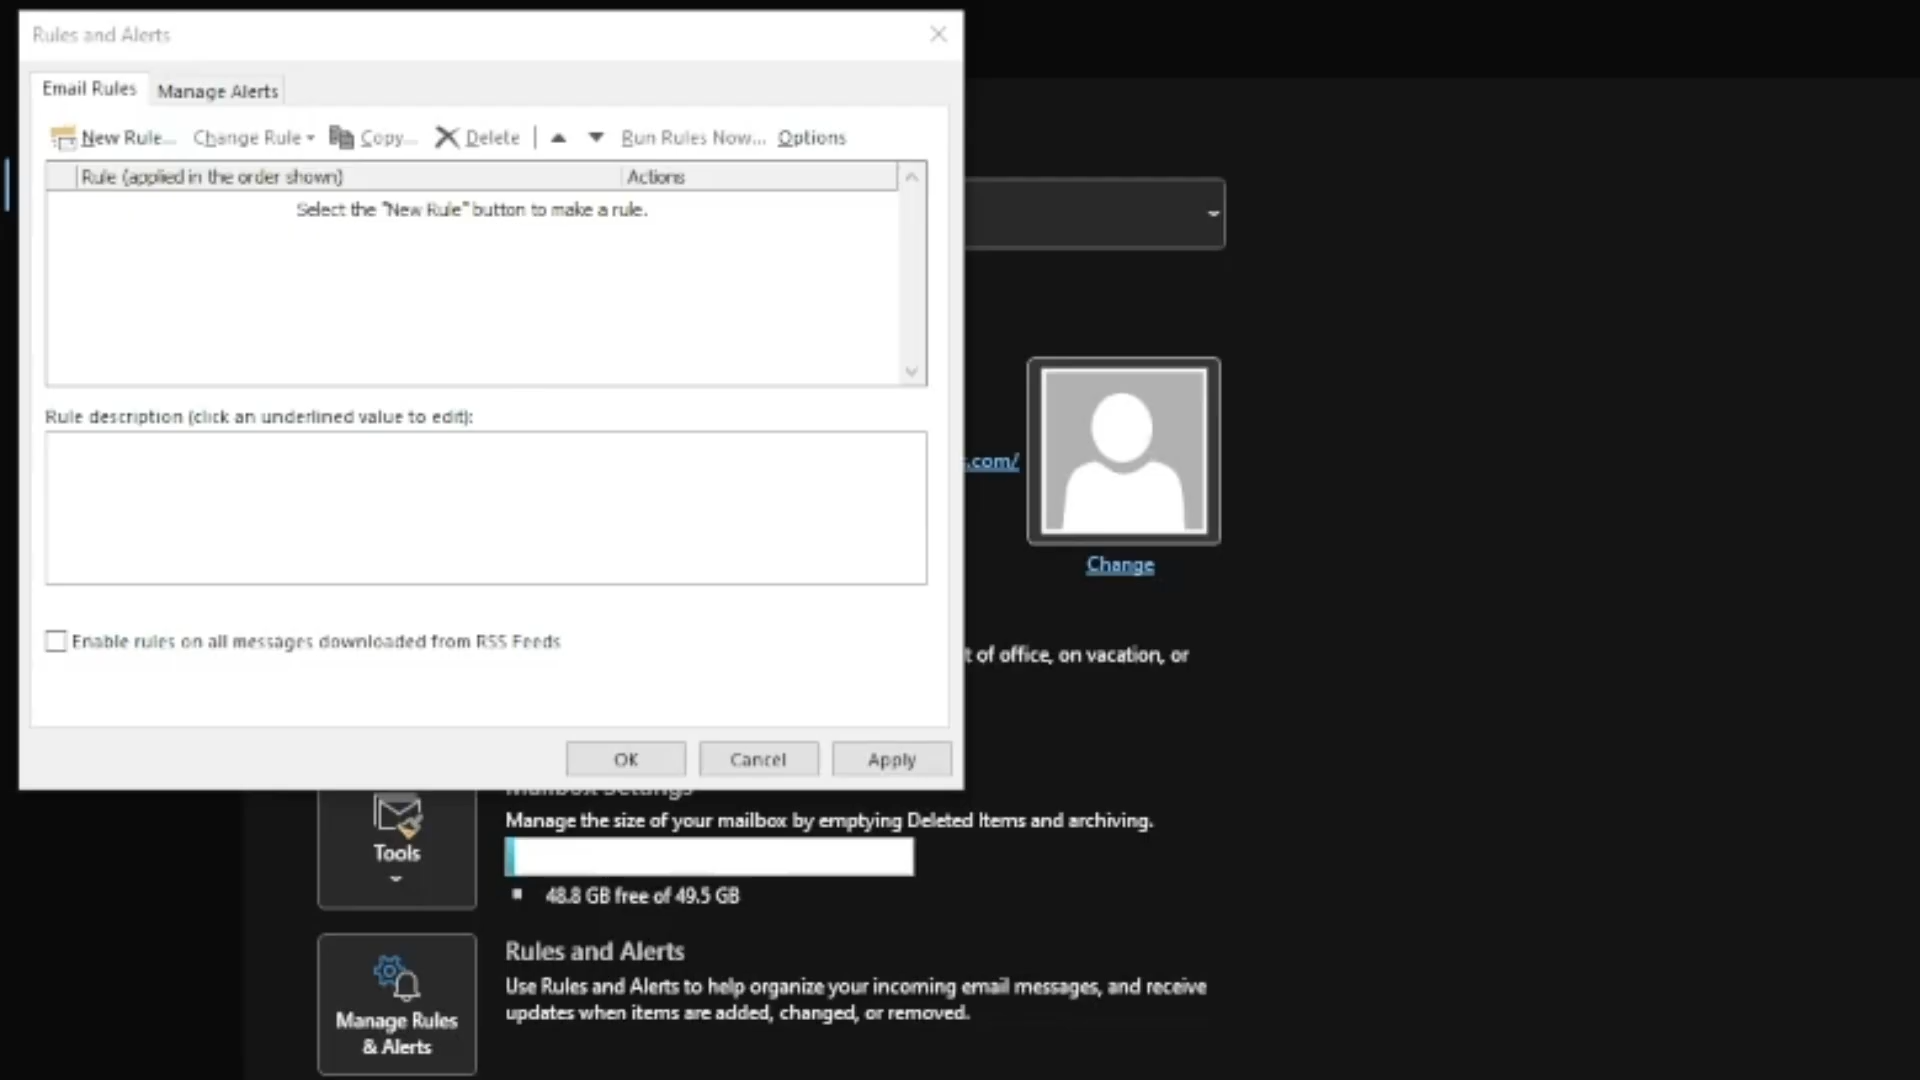 Rules and Alerts
Email Rules
Manage Alerts
New Rule...
Change Rule
Copy...
Delete
Run Rules Now...
Options
Rule (applied in the order shown)
Actions
Select the "New Rule" button to make a rule.
Rule description (click an underlined value to edit):
Enable rules on all messages downloaded from RSS Feeds
OK
Cancel
Apply
.com/
Change
t of office, on vacation, or
Mailbox Settings
Manage the size of your mailbox by emptying Deleted Items and archiving.
Tools
48.8 GB free of 49.5 GB
Rules and Alerts
Use Rules and Alerts to help organize your incoming email messages, and receive
updates when items are added, changed, or removed.
Manage Rules
& Alerts